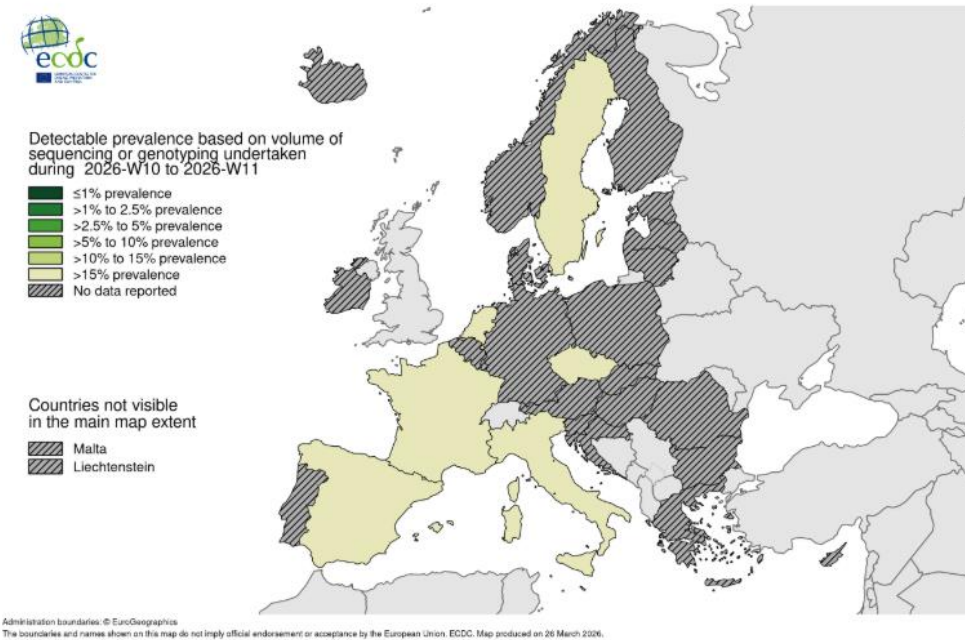 ecdc
Detectable prevalence based on volume of
sequencing or genotyping undertaken
during 2026-W10 to 2026-W11
≤1% prevalence
>1% to 2.5% prevalence
>2.5% to 5% prevalence
>5% to 10% prevalence
>10% to 15% prevalence
>15% prevalence
No data reported
Countries not visible
in the main map extent
Malta
Liechtenstein
Administration boundaries: © EuroGeographics
The boundaries and names shown on this map do not imply official endorsement or acceptance by the European Union. ECDC. Map produced on 26 March 2026.